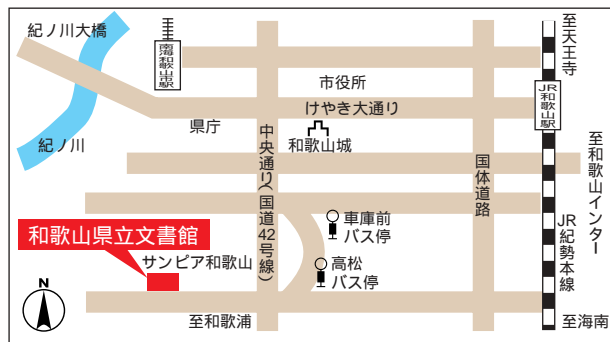 紀ノ川大橋
南海和歌山市駅
至天王寺
市役所
JR和歌山駅
けやき大通り
県庁
和歌山城
紀ノ川
中央通り(国道42号線)
国体道路
至和歌山インター
車庫前
バス停
JR紀勢本線
和歌山県立文書館
サンピア和歌山
高松
バス停
N
至和歌浦
至海南